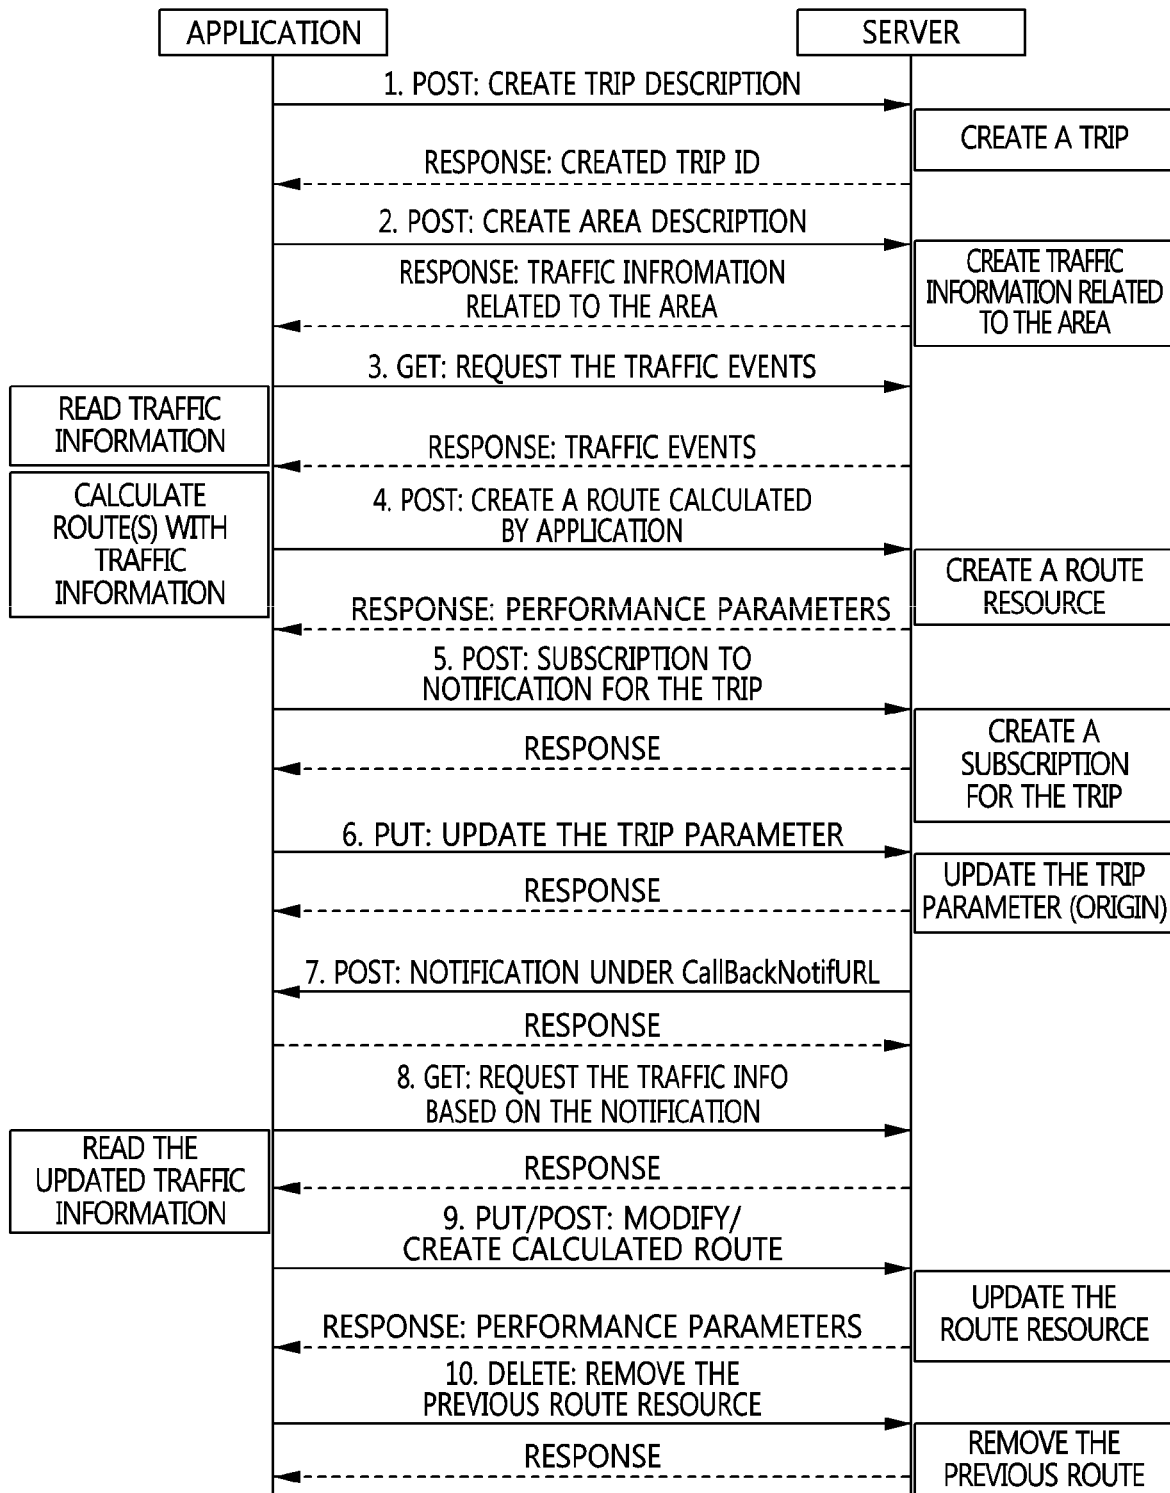 APPLICATION
SERVER
1. POST: CREATE TRIP DESCRIPTION
CREATE A TRIP
RESPONSE: CREATED TRIP ID
2. POST: CREATE AREA DESCRIPTION
CREATE TRAFFIC
INFORMATION RELATED
TO THE AREA
RESPONSE: TRAFFIC INFROMATION
RELATED TO THE AREA
3. GET: REQUEST THE TRAFFIC EVENTS
READ TRAFFIC
INFORMATION
RESPONSE: TRAFFIC EVENTS
CALCULATE
ROUTE(S) WITH
TRAFFIC
INFORMATION
4. POST: CREATE A ROUTE CALCULATED
BY APPLICATION
CREATE A ROUTE
RESOURCE
RESPONSE: PERFORMANCE PARAMETERS
5. POST: SUBSCRIPTION TO
NOTIFICATION FOR THE TRIP
CREATE A
SUBSCRIPTION
FOR THE TRIP
RESPONSE
6. PUT: UPDATE THE TRIP PARAMETER
UPDATE THE TRIP
PARAMETER (ORIGIN)
RESPONSE
7. POST: NOTIFICATION UNDER CallBackNotifURL
RESPONSE
8. GET: REQUEST THE TRAFFIC INFO
BASED ON THE NOTIFICATION
READ THE
UPDATED TRAFFIC
INFORMATION
RESPONSE
9. PUT/POST: MODIFY/
CREATE CALCULATED ROUTE
UPDATE THE
ROUTE RESOURCE
RESPONSE: PERFORMANCE PARAMETERS
10. DELETE: REMOVE THE
PREVIOUS ROUTE RESOURCE
REMOVE THE
PREVIOUS ROUTE
RESPONSE